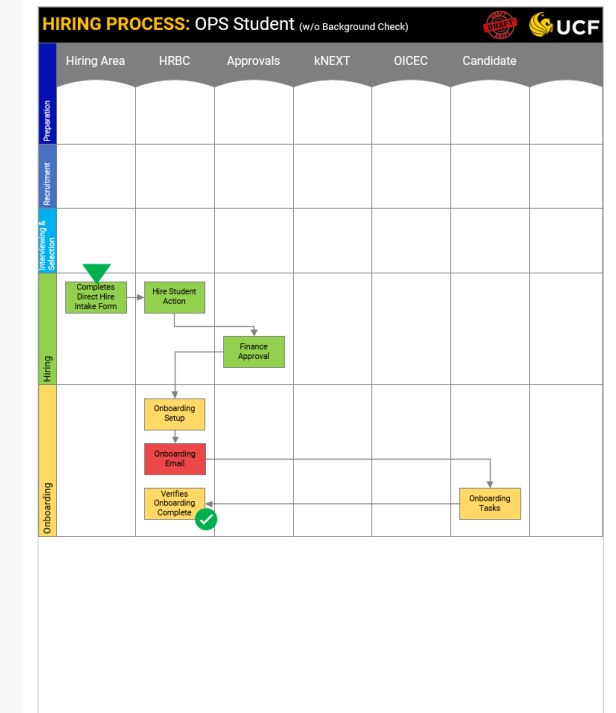 HIRING PROCESS: OPS Student (w/o Background Check)
DRAFT
UCF
Hiring Area
HRBC
Approvals
kNEXT
OICEC
Candidate
Preparation
Recruitment
Interviewing &
Selection
Hiring
Completes
Direct Hire
Intake Form
Hire Student
Action
Finance
Approval
Onboarding
Onboarding
Setup
Onboarding
Email
Verifies
Onboarding
Complete
Onboarding
Tasks